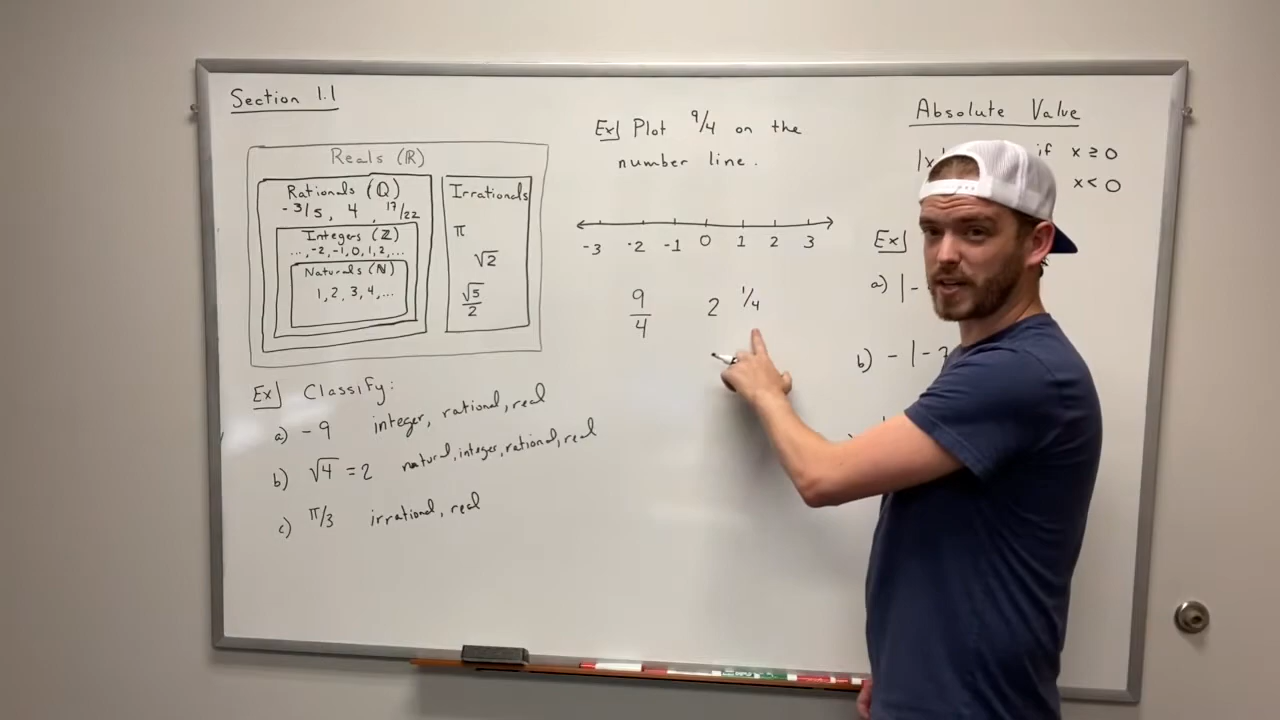 Section 1.1
Reals (ℝ)
Rationals (ℚ)
-3/5, 4, 17/22
Integers (ℤ)
..., -2, -1, 0, 1, 2, ...
Naturals (ℕ)
1, 2, 3, 4, ...
Irrationals
π
√2
√5/2
Ex] Classify:
a) -9 integer, rational, real
b) √4 = 2 natural, integer, rational, real
c) π/3 irrational, real
Ex] Plot 9/4 on the
number line.
-3 -2 -1 0 1 2 3
9/4 2 1/4
Absolute Value
|x| if x ≥ 0
x < 0
Ex]
a) |-
b) -|-7